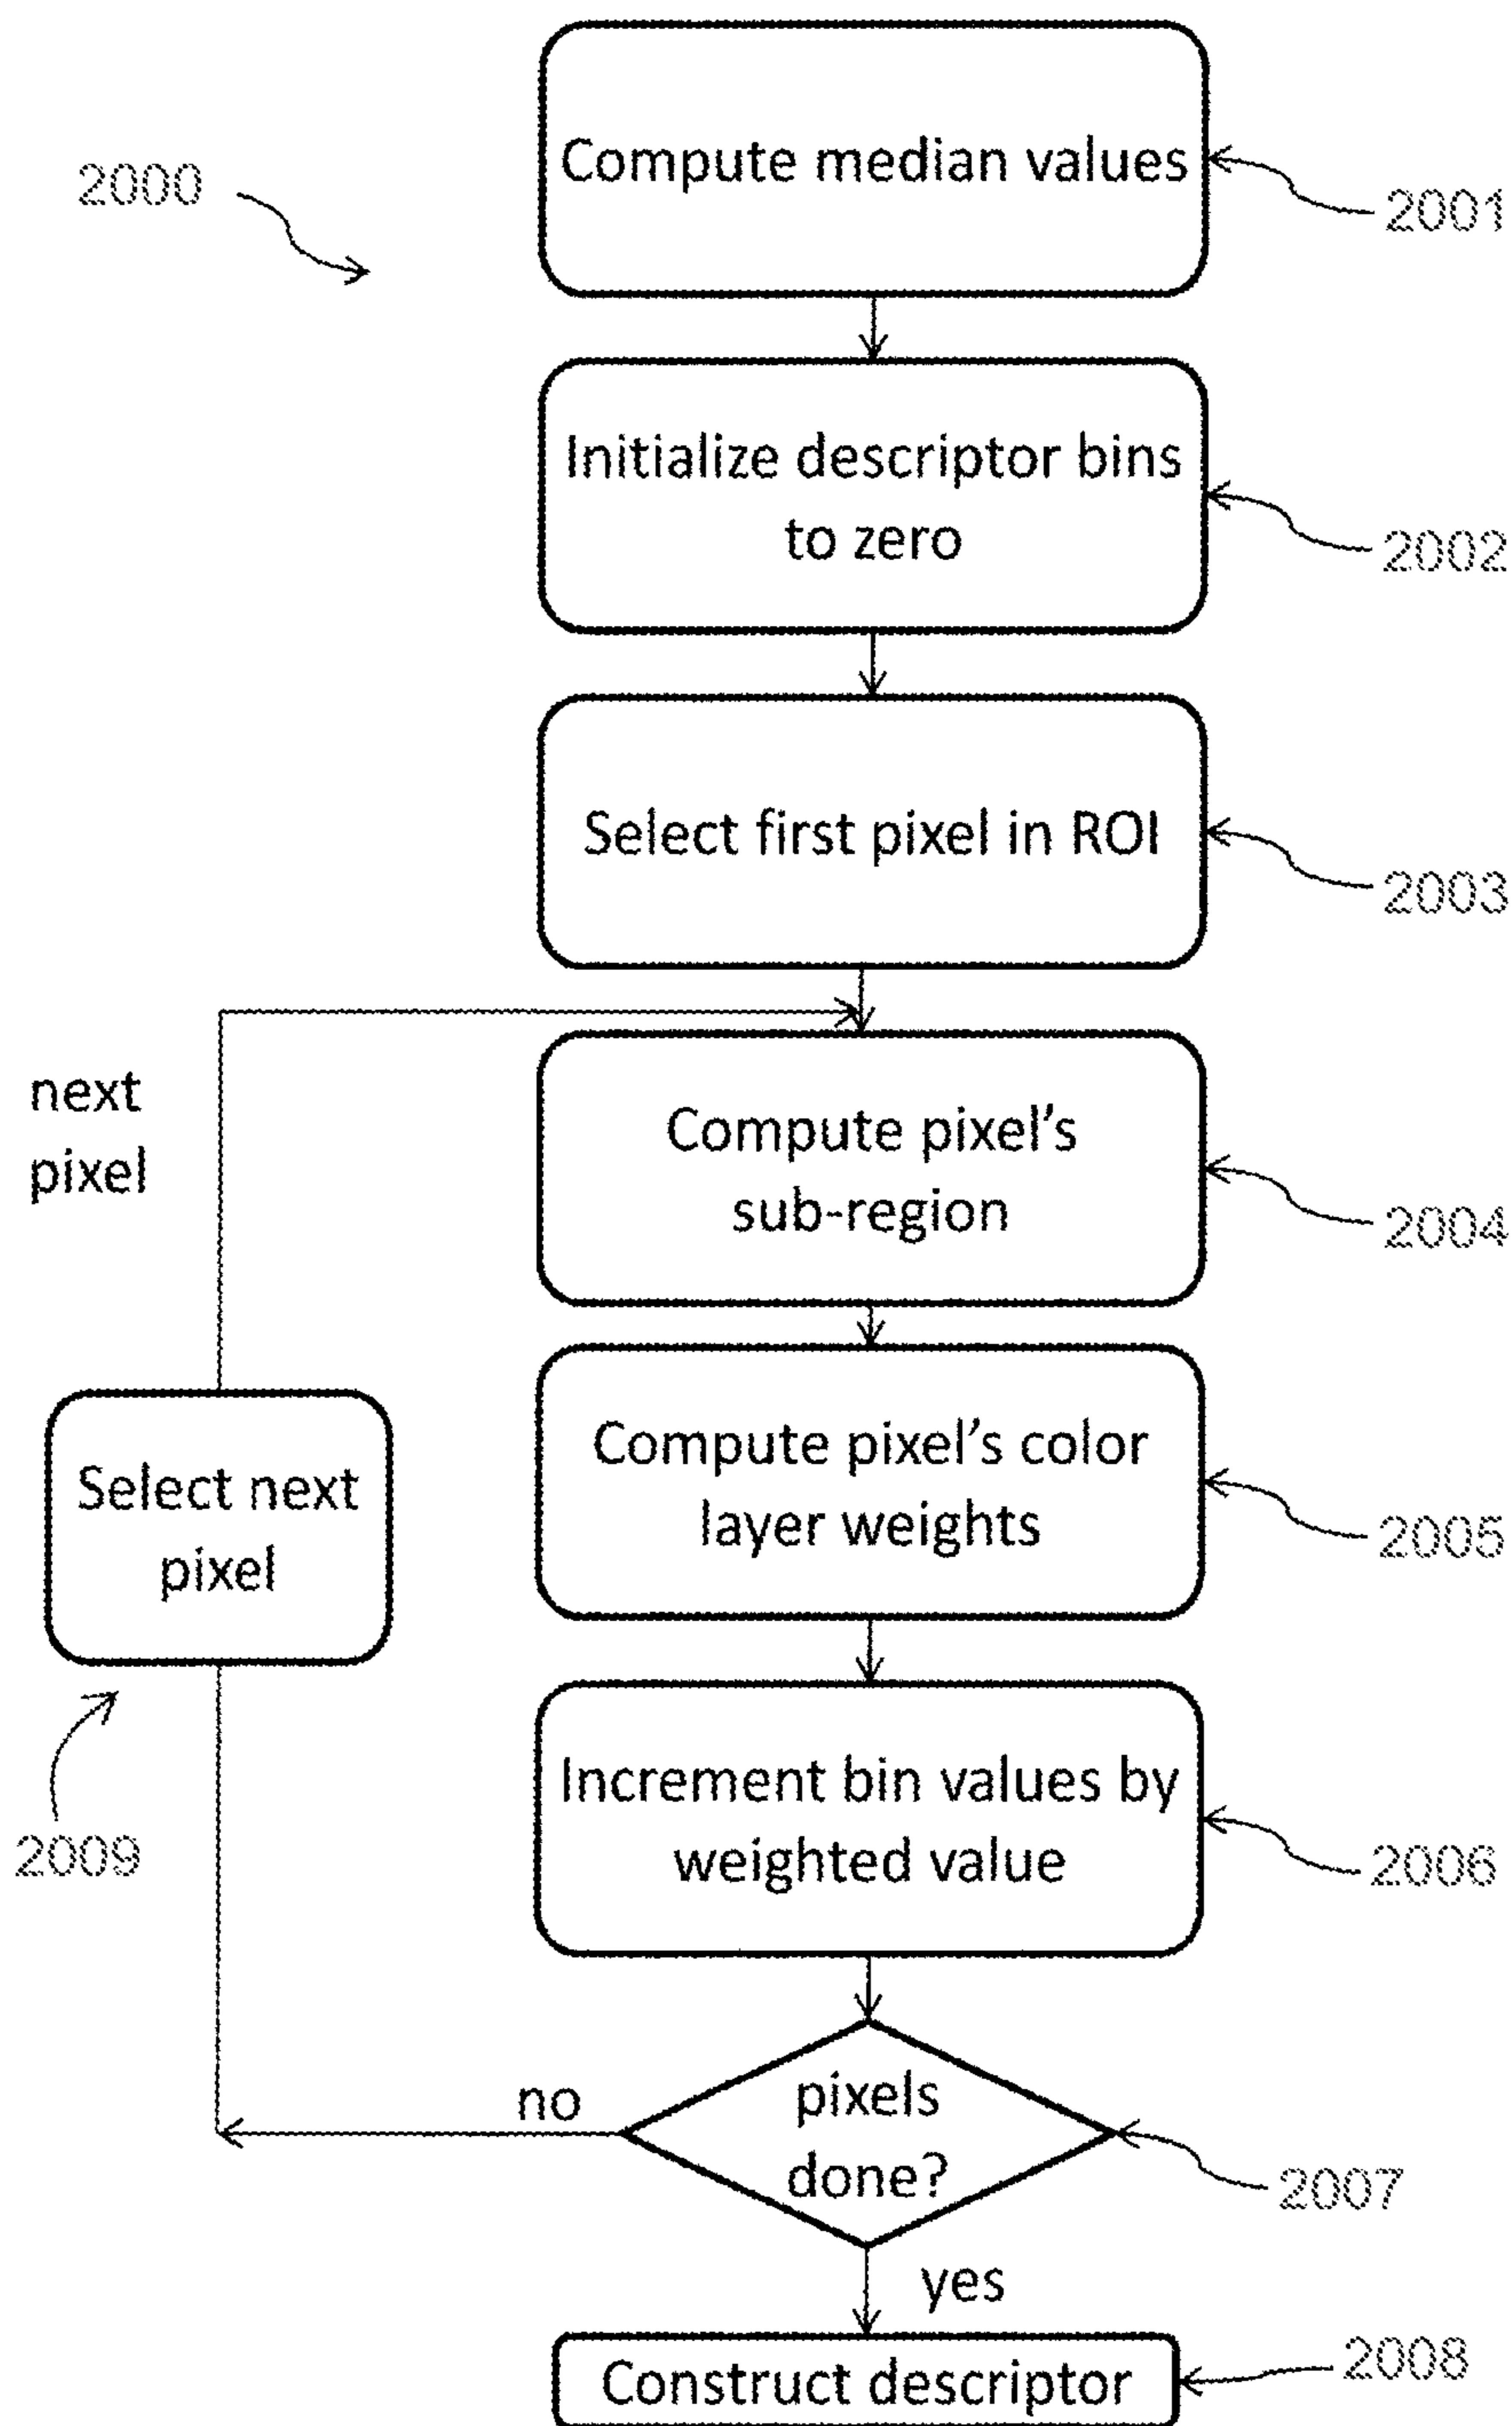 2000
Compute median values
2001
Initialize descriptor bins
to zero
2002
Select first pixel in ROI
2003
next
pixel
Compute pixel's
sub-region
2004
Select next
pixel
2009
Compute pixel's color
layer weights
2005
Increment bin values by
weighted value
2006
no
pixels
done?
2007
yes
Construct descriptor
2008